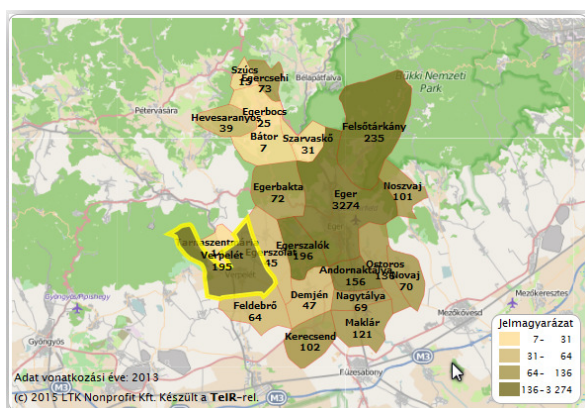 Szúcs
Egercsehi
73
Bélapátfalva
Bükki Nemzeti
Park
Pétervására
Egerbocs
25
Hevesaranyos
39
Bátor
7
Szarvaskő
31
Felsőtárkány
235
Egerbakta
72
Eger
3274
Noszvaj
101
Verpelét
195
Egerszalók
196
Egerszólát
45
Ostoros
Andornaktálya
156
Novaj
70
Demjén
47
Nagytálya
69
Feldebrő
64
Maklár
121
Kerecsend
102
Gyöngyös
Mezőkeresztes
Mezőkövesd
Füzesabony
M3
M3
Jelmagyarázat
7- 31
31- 64
64- 136
136-3 274
Adat vonatkozási éve: 2013
(c) 2015 LTK Nonprofit Kft. Készült a TeIR-rel.